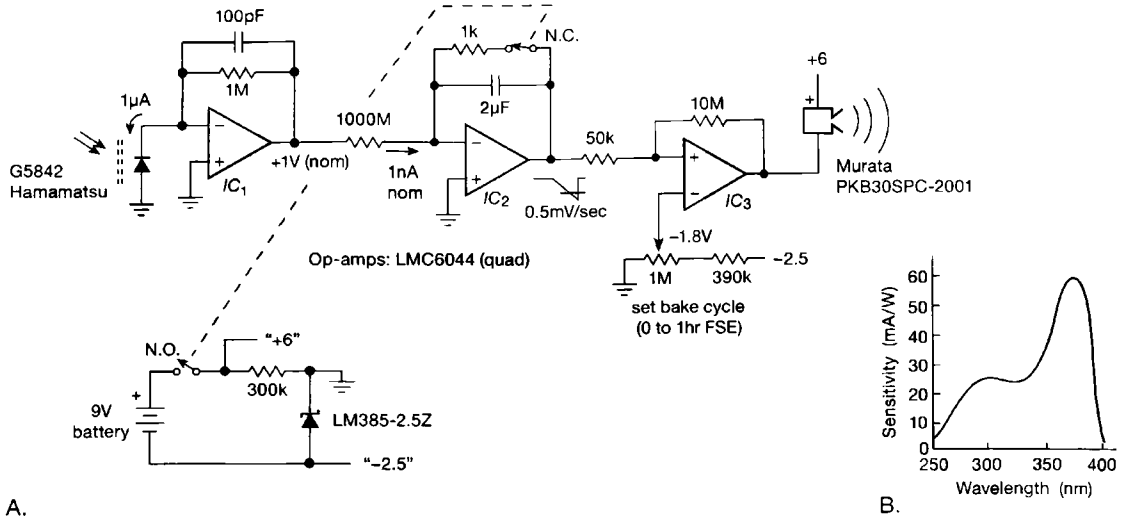 100pF
1M
1μA
G5842
Hamamatsu
−
+
IC1
+1V (nom)
1000M
1nA
nom
1k
N.C.
2μF
−
+
IC2
0.5mV/sec
50k
10M
+
−
IC3
−1.8V
1M
390k
−2.5
set bake cycle
(0 to 1hr FSE)
+6
+
Murata
PKB30SPC-2001
Op-amps: LMC6044 (quad)
N.O.
"+6"
300k
+
9V
battery
LM385-2.5Z
"−2.5"
A.
Sensitivity (mA/W)
60
50
40
30
20
10
0
250 300 350 400
Wavelength (nm)
B.